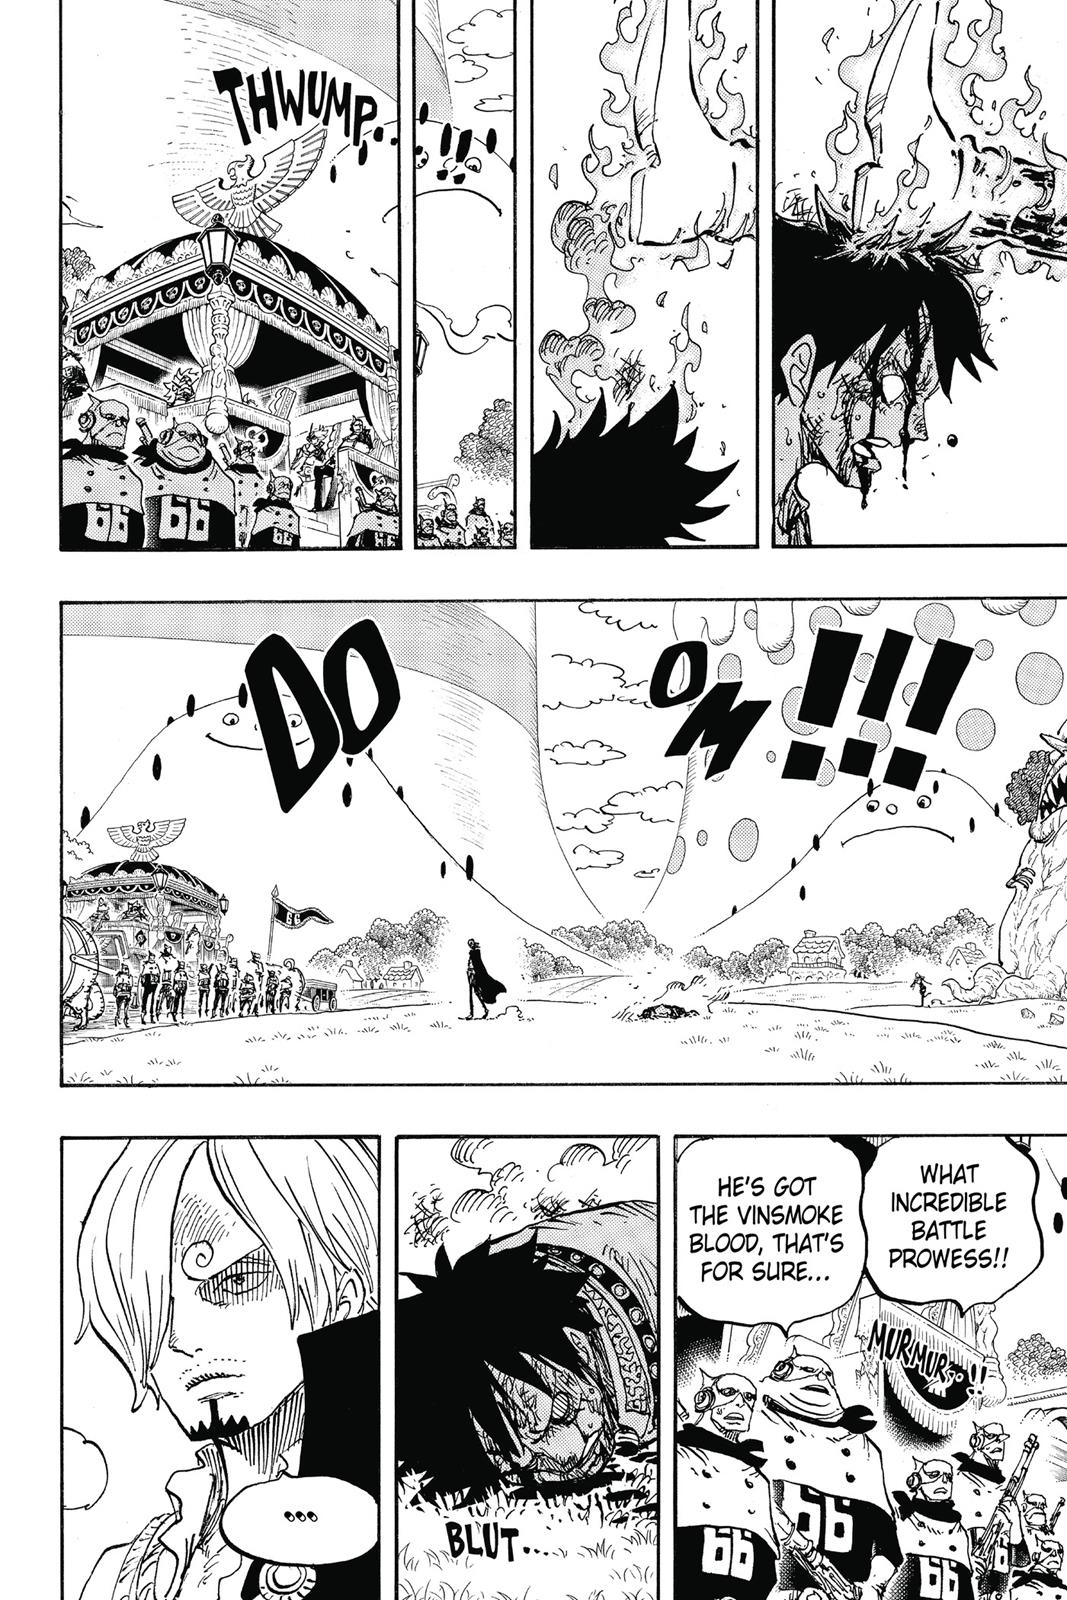 THWUMP...
!!
66
66
66
DO
OM!!!
66
...
BLUT...
HE'S GOT
THE VINSMOKE
BLOOD, THAT'S
FOR SURE...
WHAT
INCREDIBLE
BATTLE
PROWESS!!
MURMUR...!!
66
66
66